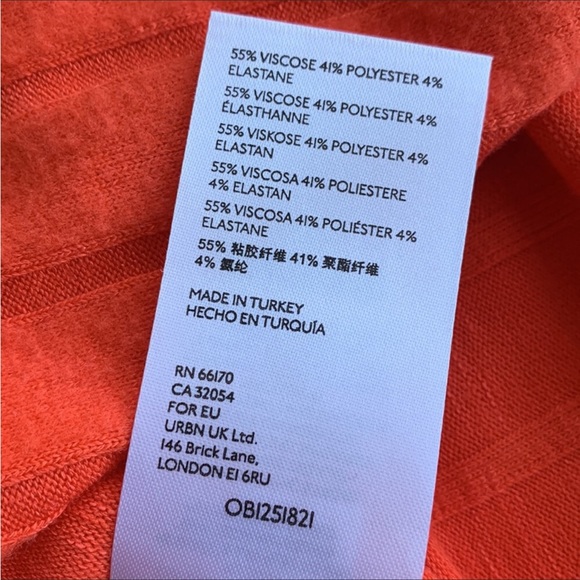 55% VISCOSE 41% POLYESTER 4%
ELASTANE
55% VISCOSE 41% POLYESTER 4%
ÉLASTHANNE
55% VISKOSE 41% POLYESTER 4%
ELASTAN
55% VISCOSA 41% POLIESTERE
4% ELASTAN
55% VISCOSA 41% POLIÉSTER 4%
ELASTANE
55% 粘胶纤维 41% 聚酯纤维
4% 氨纶
MADE IN TURKEY
HECHO EN TURQUÍA
RN 66170
CA 32054
FOR EU
URBN UK Ltd.
146 Brick Lane,
LONDON E1 6RU
OB1251821